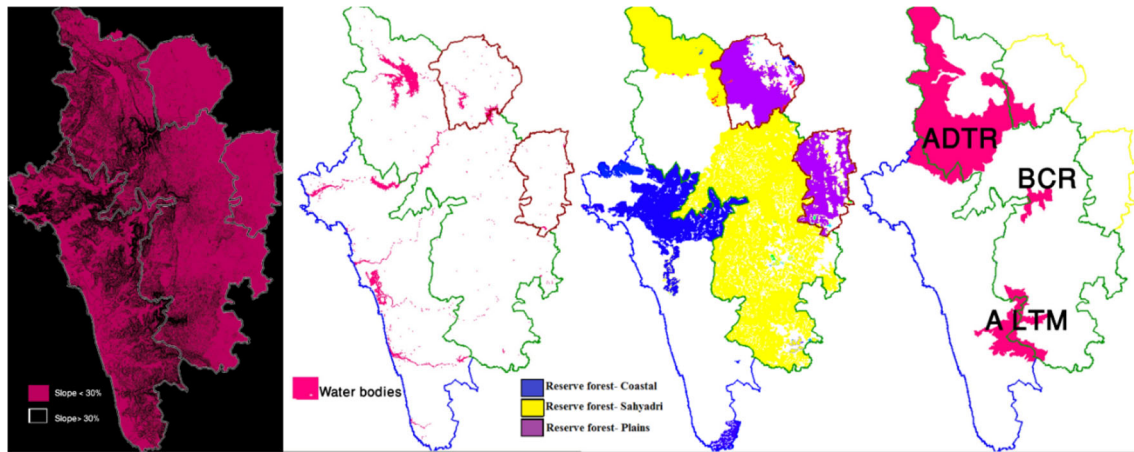 Slope < 30%
Slope> 30%
Water bodies
Reserve forest- Coastal
Reserve forest- Sahyadri
Reserve forest- Plains
ADTR
BCR
A LTM